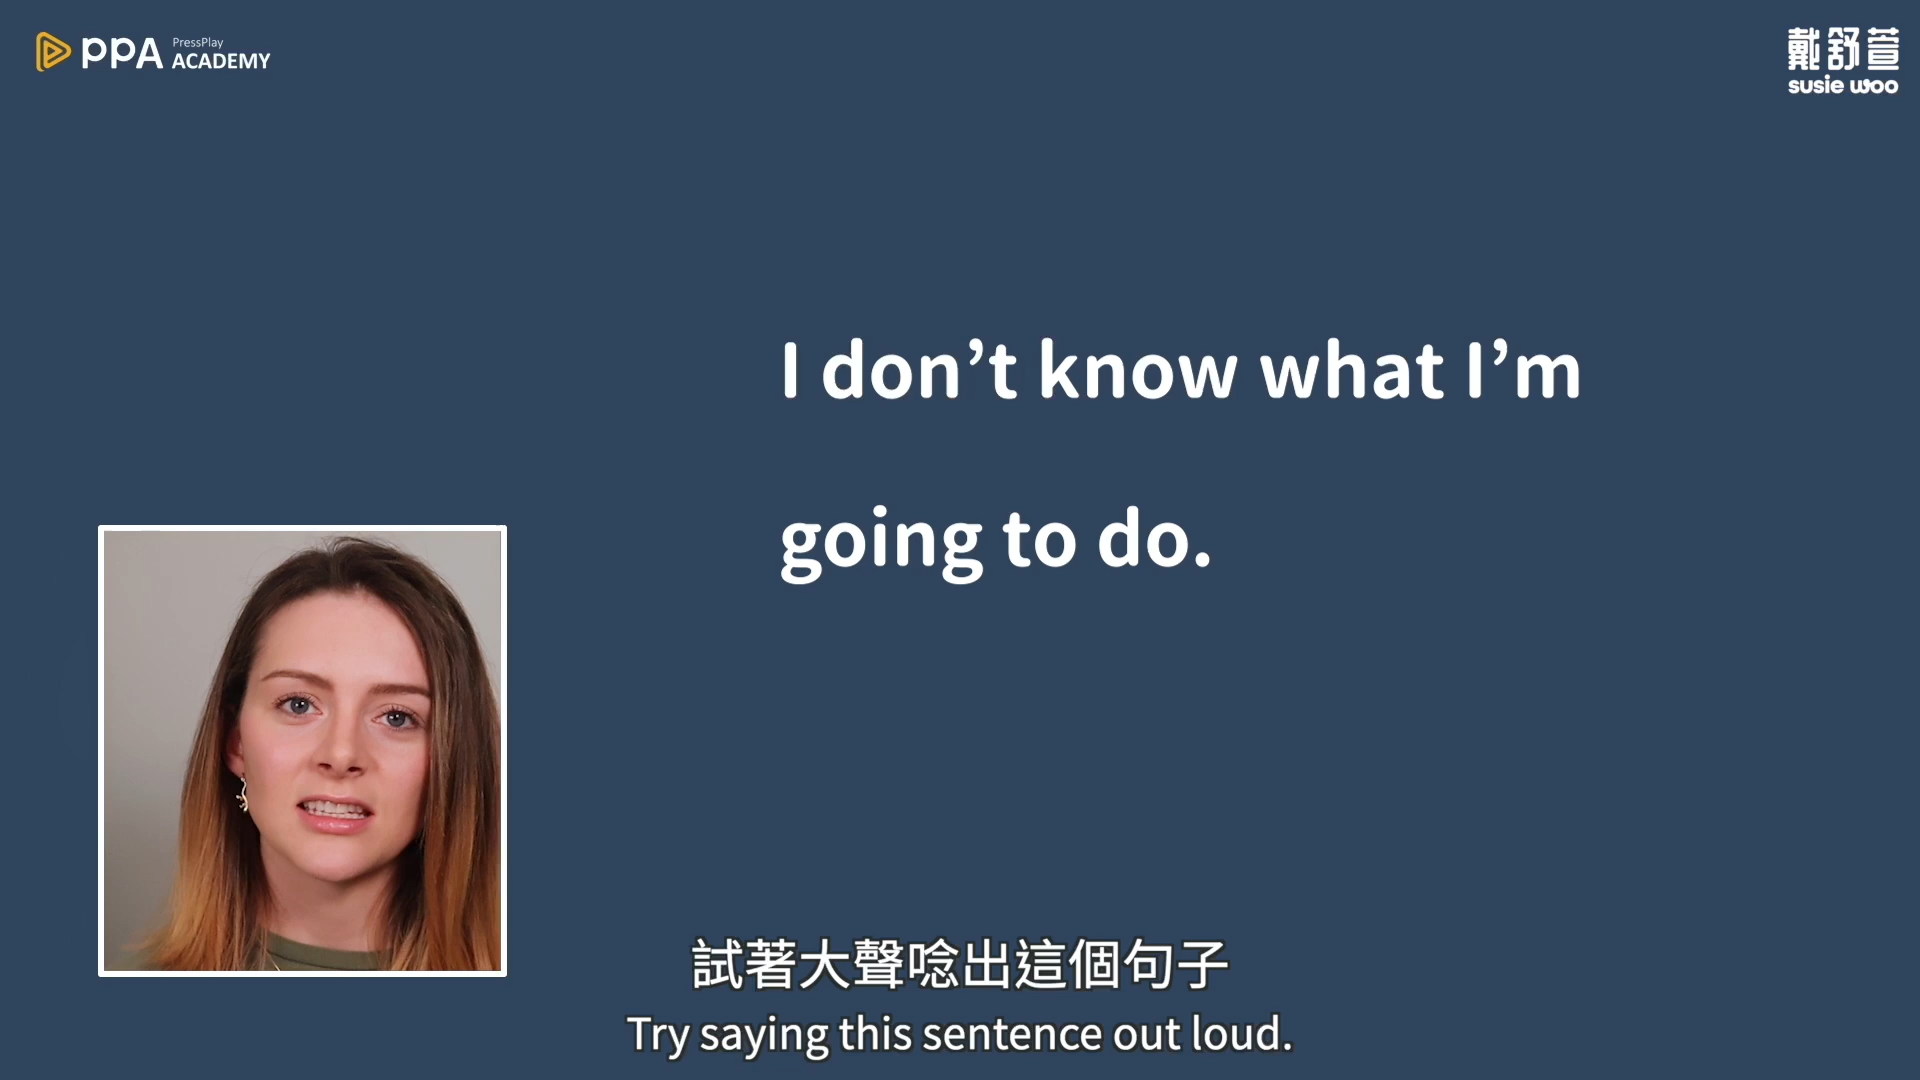 PPA PressPlay ACADEMY
戴舒萱
susie woo
I don’t know what I’m
going to do.
試著大聲唸出這個句子
Try saying this sentence out loud.